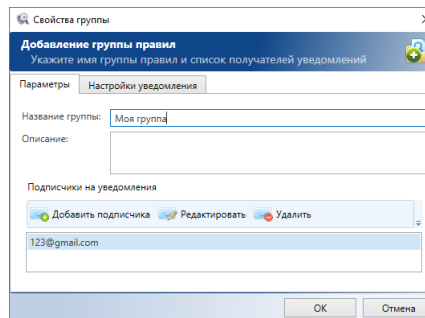 Свойства группы
Добавление группы правил
Укажите имя группы правил и список получателей уведомлений
Параметры Настройки уведомления
Название группы: Моя группа
Описание:
Подписчики на уведомления
Добавить подписчика Редактировать Удалить
123@gmail.com
OK Отмена